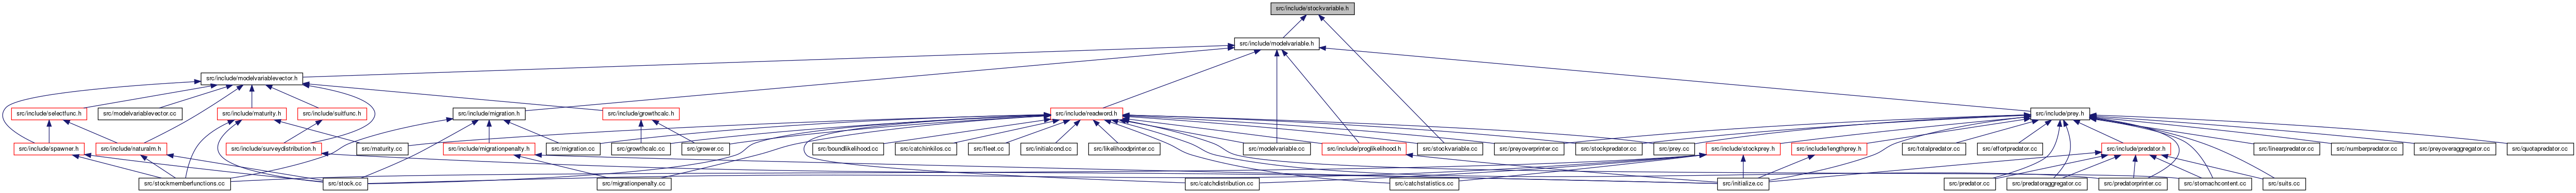 src/include/stockvariable.h
src/include/modelvariable.h
src/include/modelvariablevector.h
src/include/selectfunc.h
src/modelvariablevector.cc
src/include/maturity.h
src/include/suitfunc.h
src/include/migration.h
src/include/growthcalc.h
src/include/readword.h
src/include/prey.h
src/include/spawner.h
src/include/naturalm.h
src/include/surveydistribution.h
src/maturity.cc
src/include/migrationpenalty.h
src/migration.cc
src/growthcalc.cc
src/grower.cc
src/boundlikelihood.cc
src/catchinkilos.cc
src/fleet.cc
src/initialcond.cc
src/likelihoodprinter.cc
src/modelvariable.cc
src/include/proglikelihood.h
src/stockvariable.cc
src/preyoverprinter.cc
src/stockpredator.cc
src/prey.cc
src/include/stockprey.h
src/include/lengthprey.h
src/totalpredator.cc
src/effortpredator.cc
src/include/predator.h
src/linearpredator.cc
src/numberpredator.cc
src/preyoveraggregator.cc
src/quotapredator.cc
src/stockmemberfunctions.cc
src/stock.cc
src/migrationpenalty.cc
src/catchdistribution.cc
src/catchstatistics.cc
src/initialize.cc
src/predator.cc
src/predatoraggregator.cc
src/predatorprinter.cc
src/stomachcontent.cc
src/suits.cc